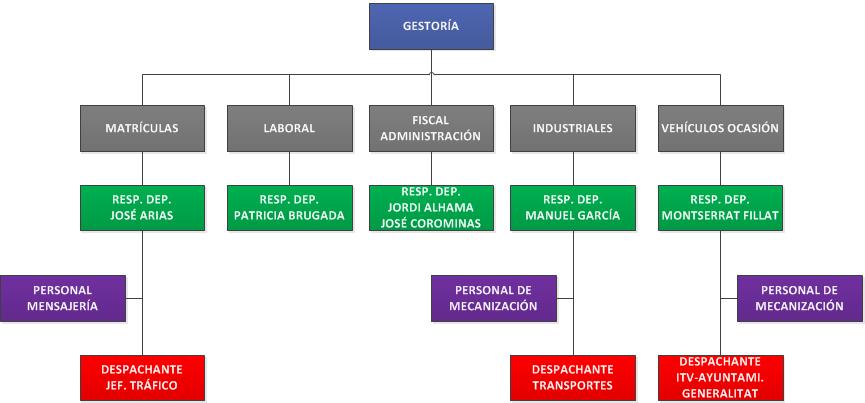 GESTORÍA
MATRÍCULAS
LABORAL
FISCAL
ADMINISTRACIÓN
INDUSTRIALES
VEHÍCULOS OCASIÓN
RESP. DEP.
JOSÉ ARIAS
RESP. DEP.
PATRICIA BRUGADA
RESP. DEP.
JORDI ALHAMA
JOSÉ COROMINAS
RESP. DEP.
MANUEL GARCÍA
RESP. DEP.
MONTSERRAT FILLAT
PERSONAL
MENSAJERÍA
PERSONAL DE
MECANIZACIÓN
PERSONAL DE
MECANIZACIÓN
DESPACHANTE
JEF. TRÁFICO
DESPACHANTE
TRANSPORTES
DESPACHANTE
ITV-AYUNTAMI.
GENERALITAT